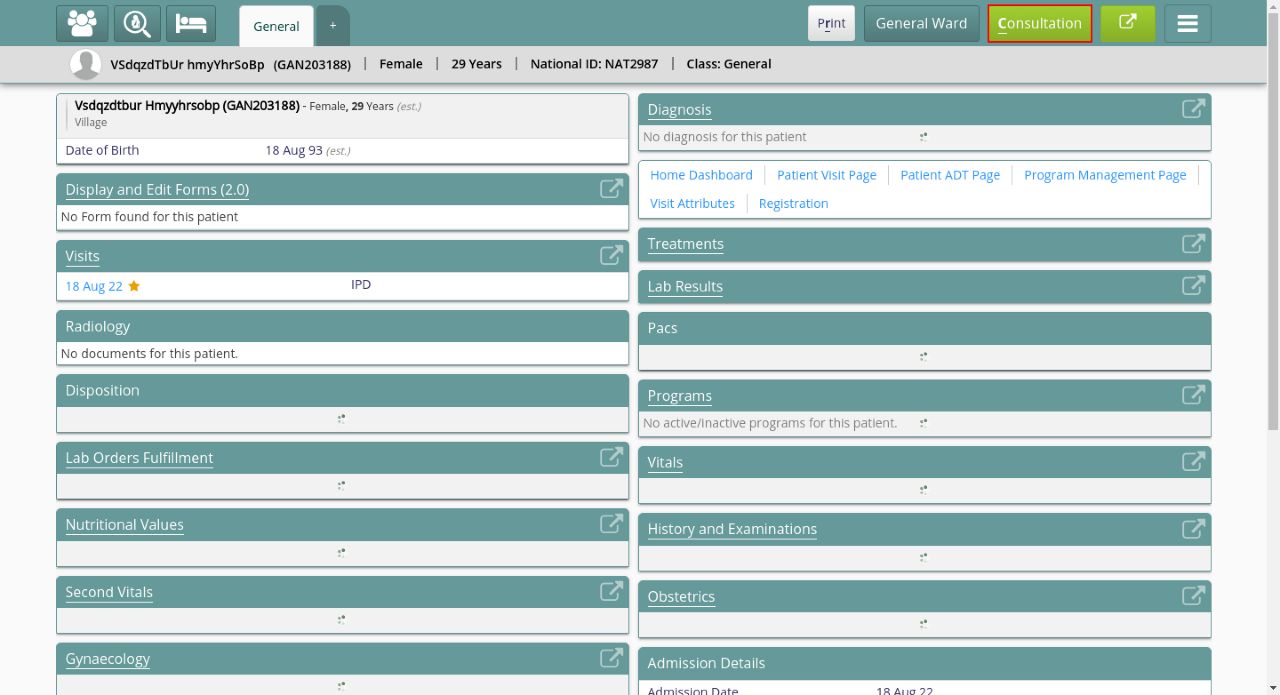 General
+
Print
General Ward
Consultation
VSdqzdTbUr hmyYhrSoBp (GAN203188) | Female | 29 Years | National ID: NAT2987 | Class: General
Vsdqzdtbur Hmyyhrsobp (GAN203188) - Female, 29 Years (est.)
Village
Date of Birth 18 Aug 93 (est.)
Display and Edit Forms (2.0)
No Form found for this patient
Visits
18 Aug 22 IPD
Radiology
No documents for this patient.
Disposition
Lab Orders Fulfillment
Nutritional Values
Second Vitals
Gynaecology
Diagnosis
No diagnosis for this patient
Home Dashboard Patient Visit Page Patient ADT Page Program Management Page
Visit Attributes Registration
Treatments
Lab Results
Pacs
Programs
No active/inactive programs for this patient.
Vitals
History and Examinations
Obstetrics
Admission Details
Admission Date 18 Aug 22